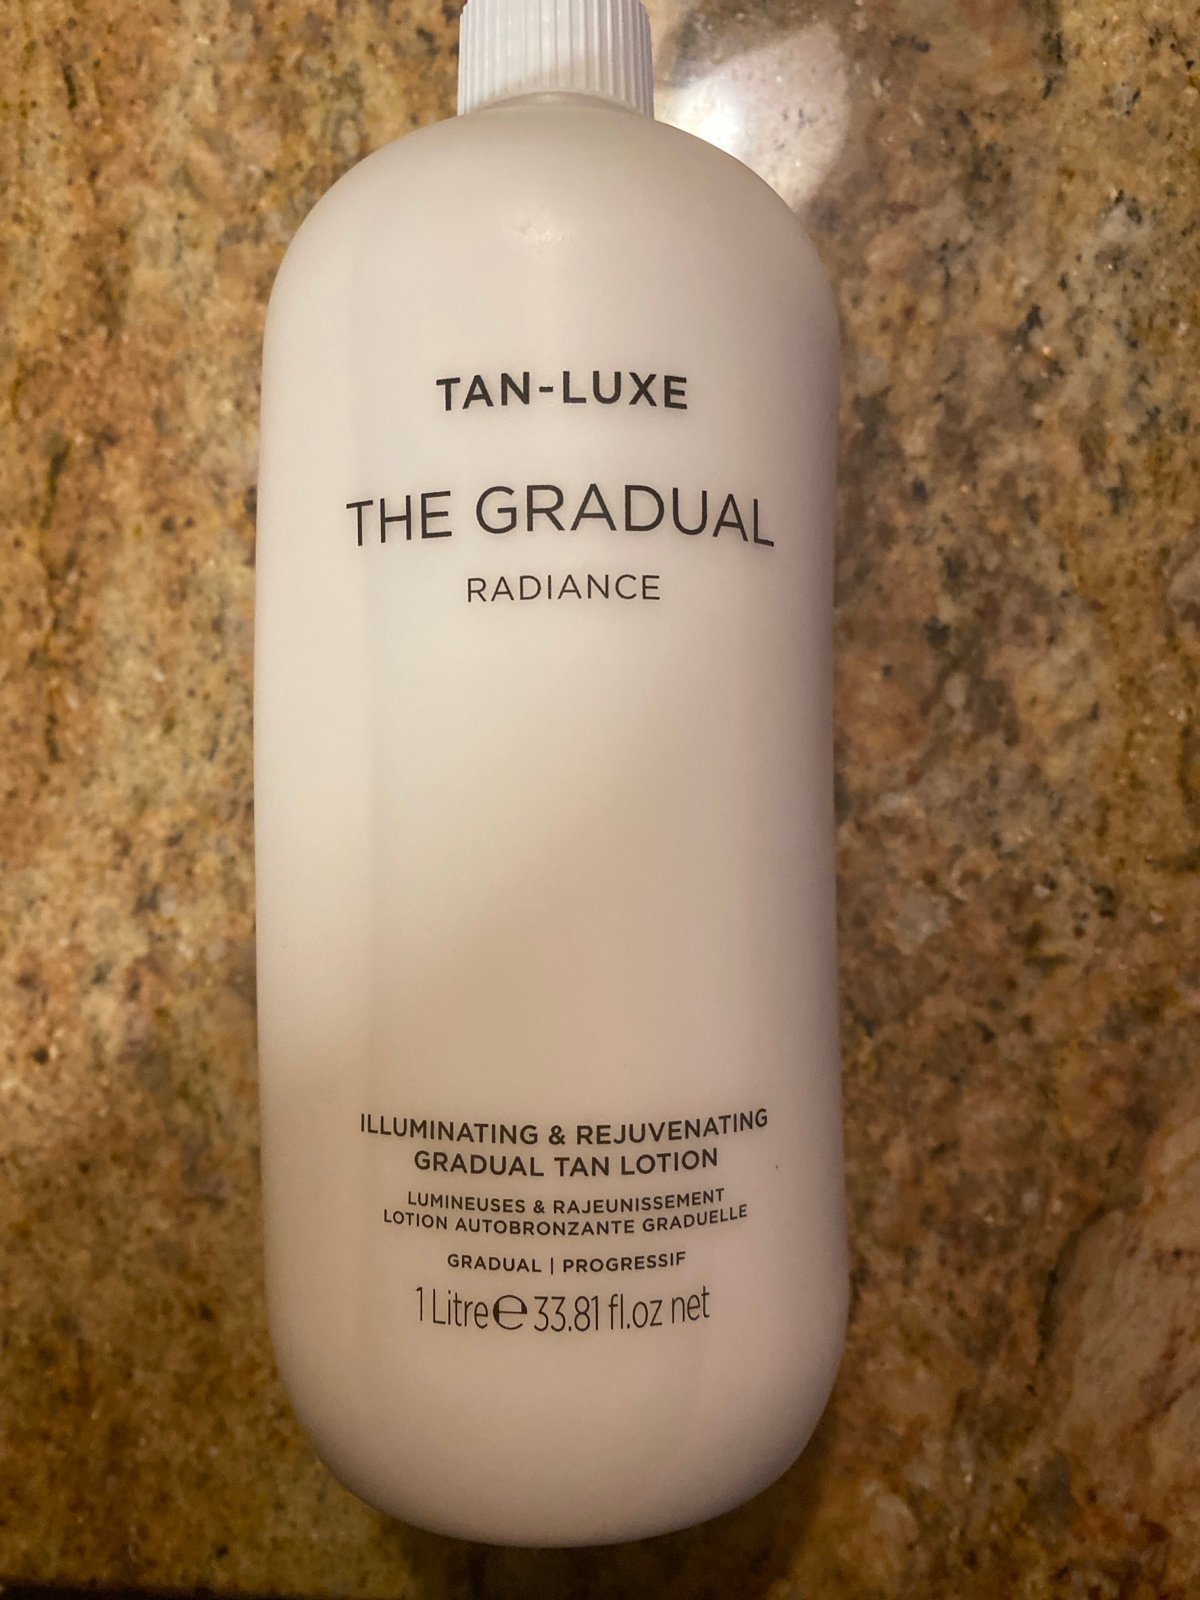 TAN-LUXE
THE GRADUAL
RADIANCE
ILLUMINATING & REJUVENATING
GRADUAL TAN LOTION
LUMINEUSES & RAJEUNISSEMENT
LOTION AUTOBRONZANTE GRADUELLE
GRADUAL | PROGRESSIF
1 Litre℮33.81 fl.oz net